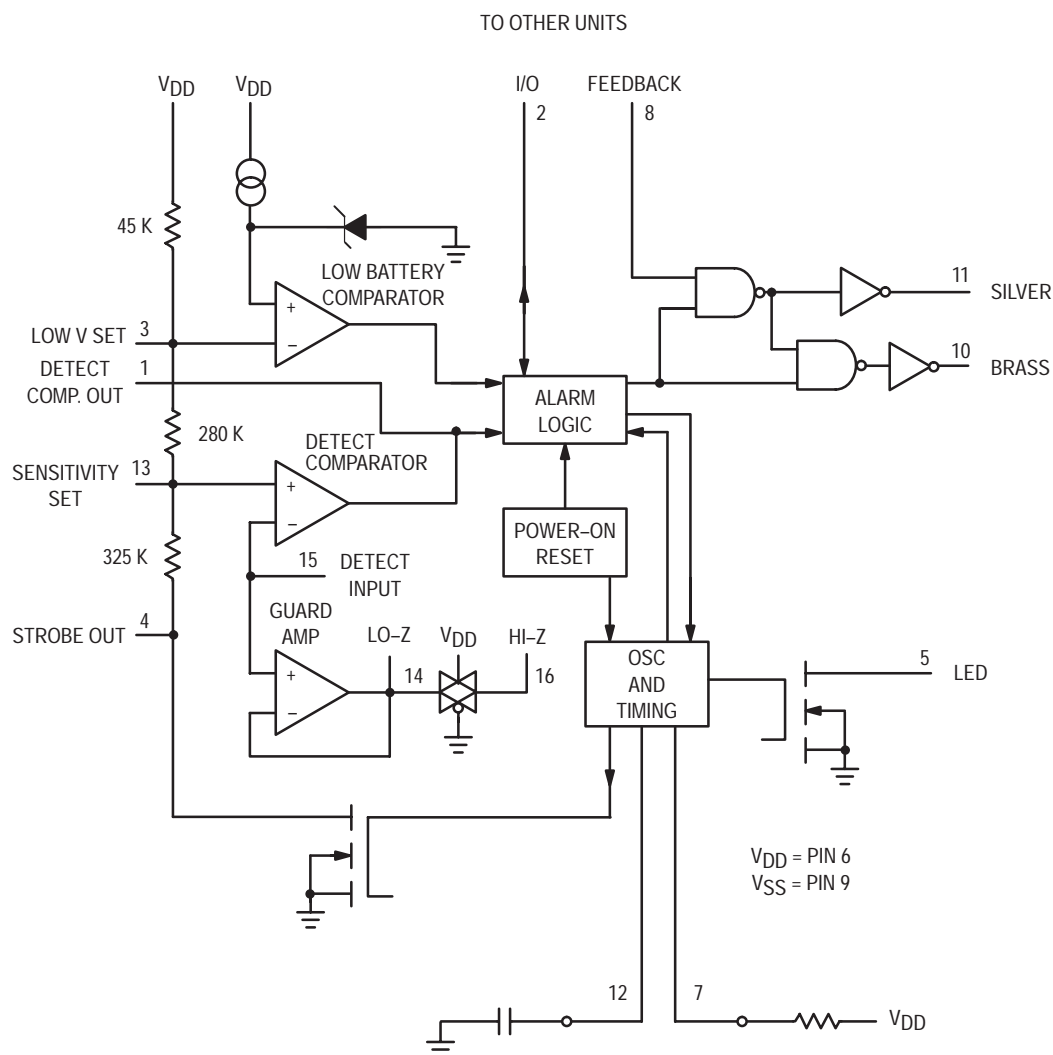 TO OTHER UNITS
VDD
VDD
I/O
2
FEEDBACK
8
45 K
LOW BATTERY
COMPARATOR
+
−
LOW V SET
3
DETECT
COMP. OUT
1
11
SILVER
10
BRASS
ALARM
LOGIC
280 K
DETECT
COMPARATOR
SENSITIVITY
SET
13
+
−
POWER–ON
RESET
325 K
15
DETECT
INPUT
STROBE OUT
4
GUARD
AMP
LO–Z
VDD
HI–Z
+
−
14
16
OSC
AND
TIMING
5
LED
VDD = PIN 6
VSS = PIN 9
12
7
VDD